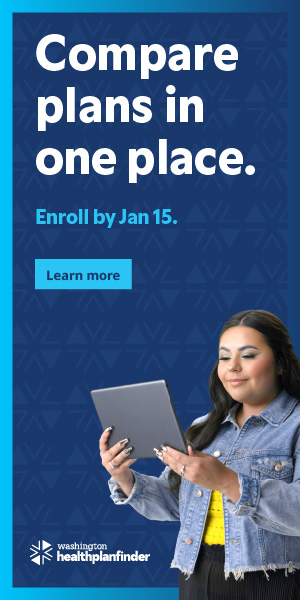 Compare
plans in
one place.
Enroll by Jan 15.
Learn more
washington
healthplanfinder